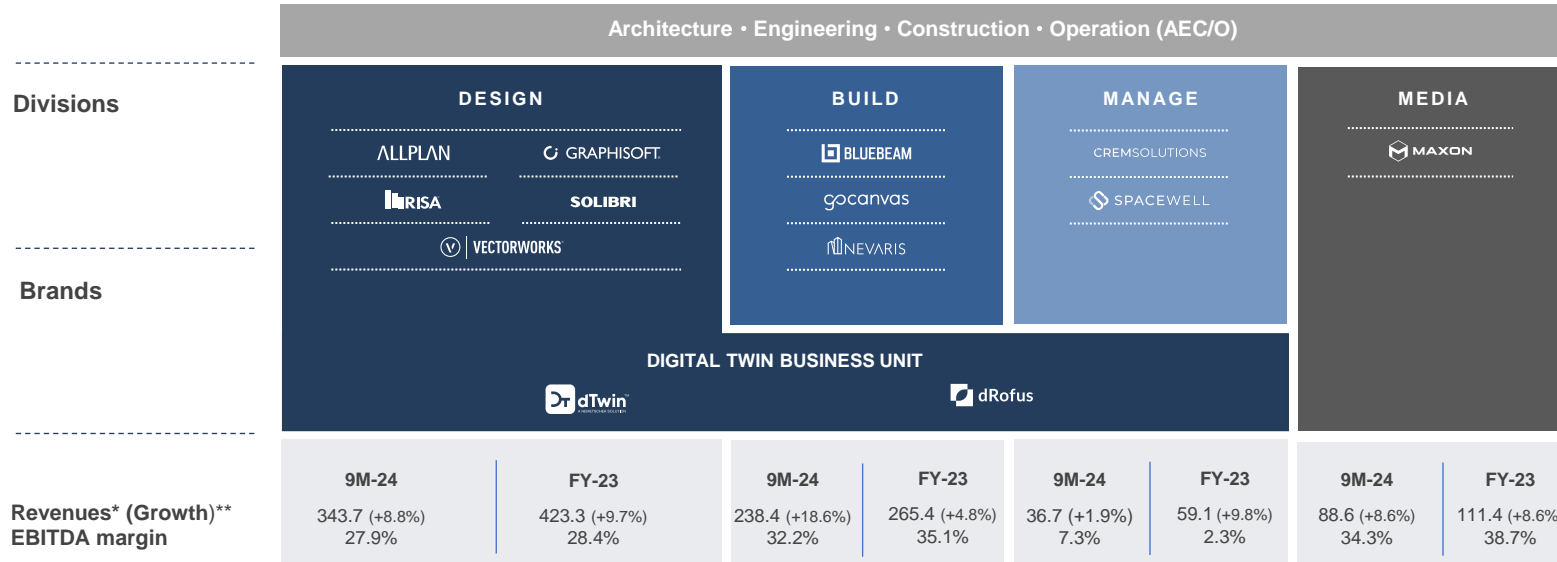 Architecture • Engineering • Construction • Operation (AEC/O)
Divisions
Brands
DESIGN
ALLPLAN
GRAPHISOFT.
RISA
SOLIBRI
VECTORWORKS
BUILD
BLUEBEAM
gocanvas
NEVARIS
MANAGE
CREMSOLUTIONS
SPACEWELL
MEDIA
MAXON
DIGITAL TWIN BUSINESS UNIT
dTwin™
A NEMETSCHEK SOLUTION
dRofus
Revenues* (Growth)**
EBITDA margin
9M-24
343.7 (+8.8%)
27.9%
FY-23
423.3 (+9.7%)
28.4%
9M-24
238.4 (+18.6%)
32.2%
FY-23
265.4 (+4.8%)
35.1%
9M-24
36.7 (+1.9%)
7.3%
FY-23
59.1 (+9.8%)
2.3%
9M-24
88.6 (+8.6%)
34.3%
FY-23
111.4 (+8.6%
38.7%